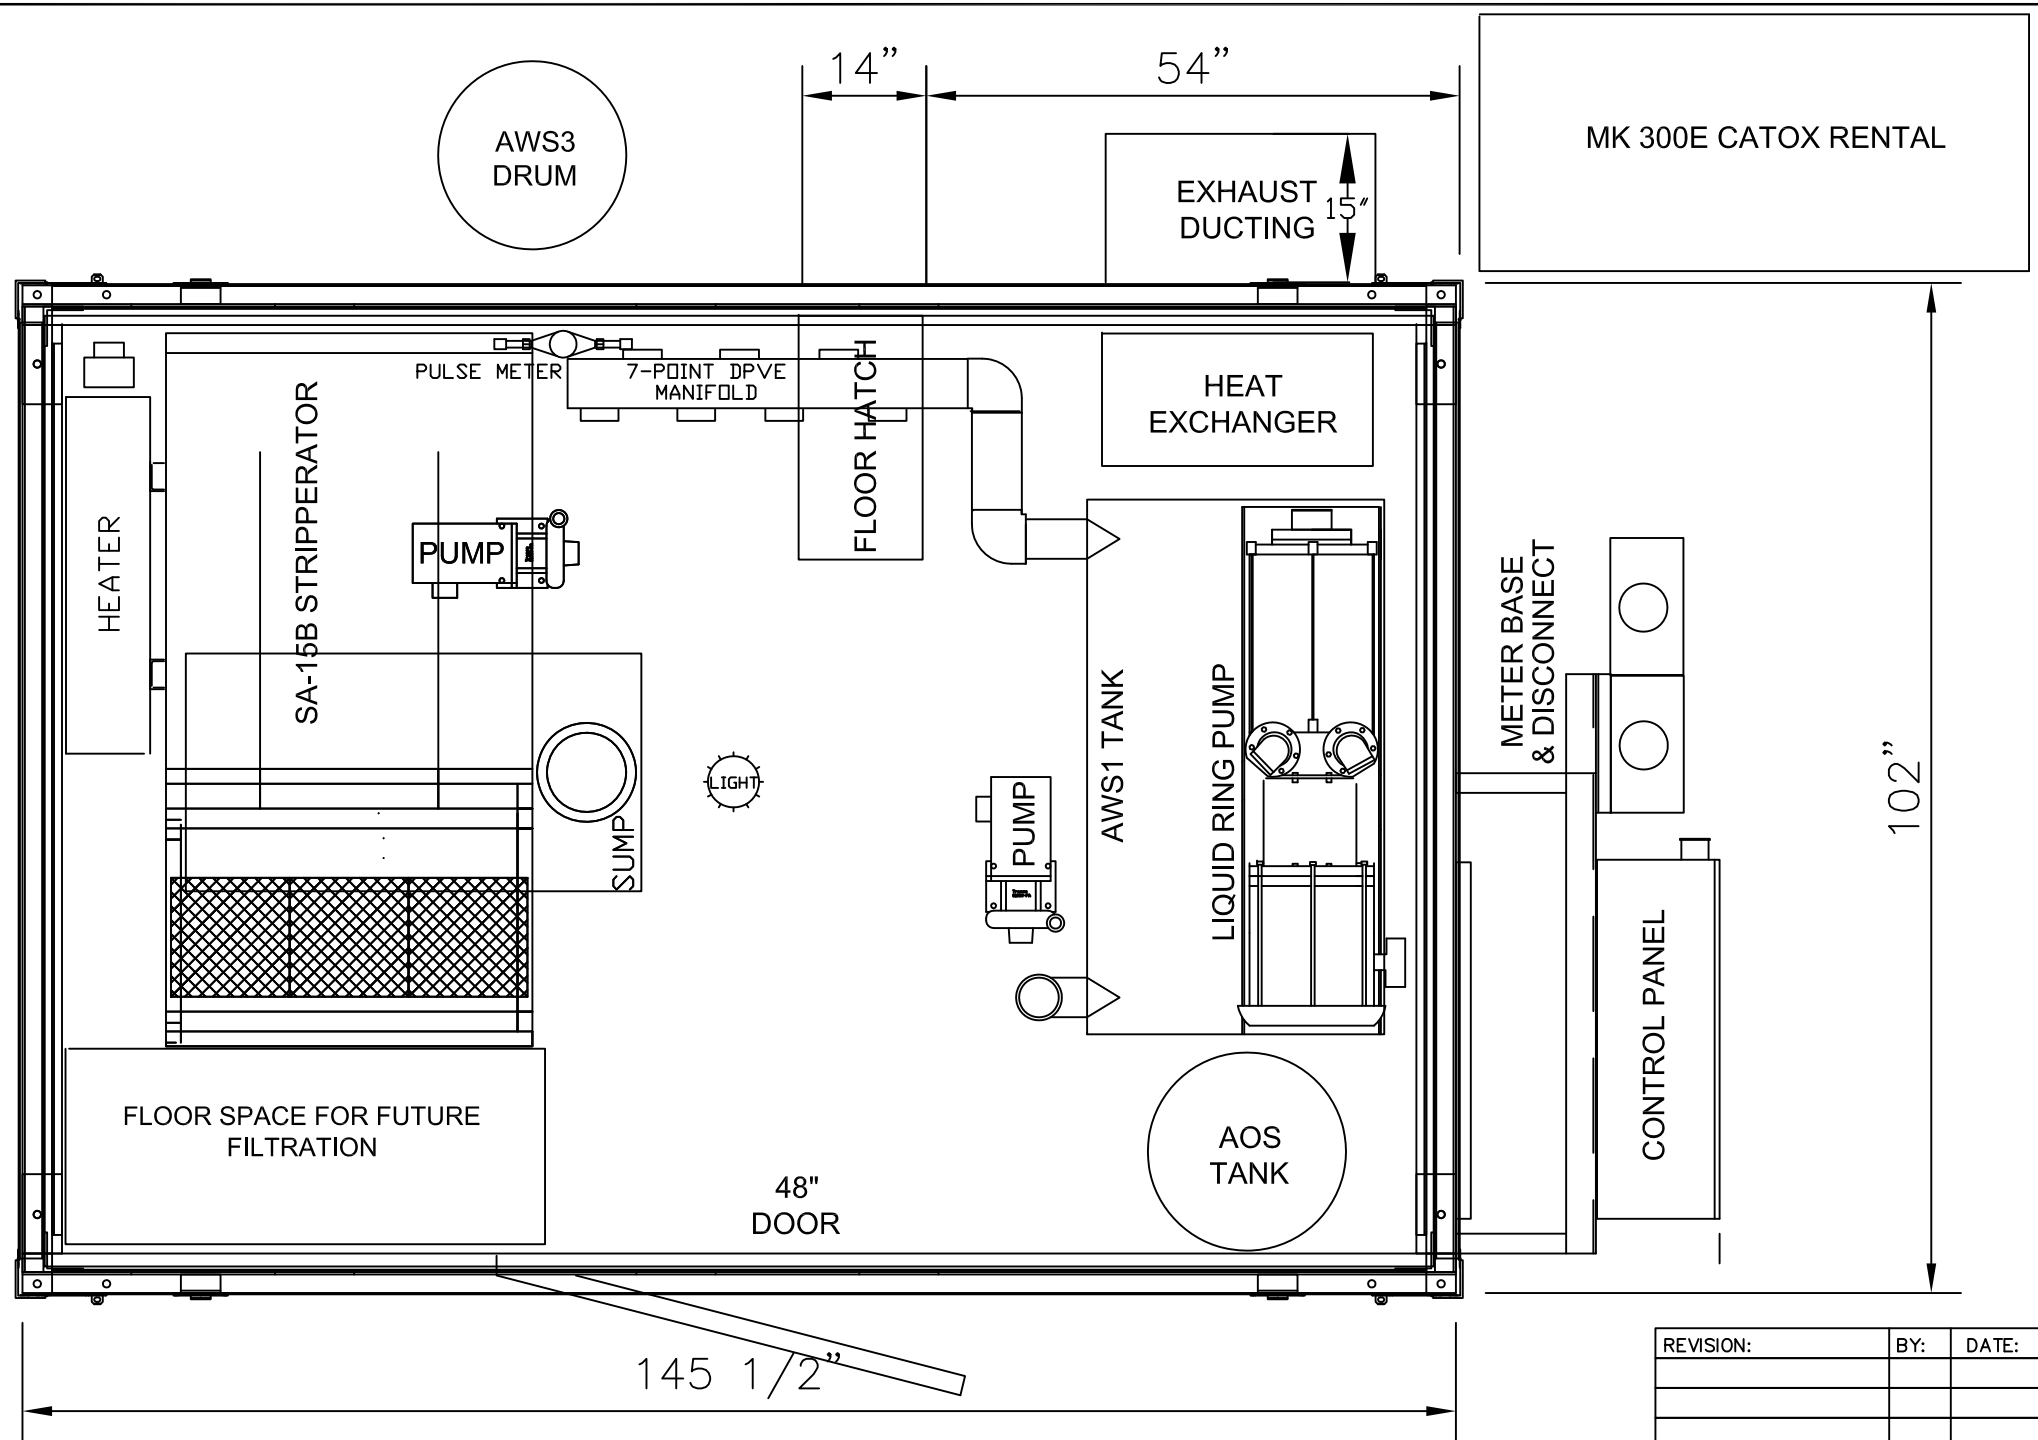 14”
54”
AWS3
DRUM
MK 300E CATOX RENTAL
EXHAUST
DUCTING
15"
PULSE METER
7-POINT DPVE
MANIFOLD
FLOOR HATCH
HEAT
EXCHANGER
HEATER
SA-15B STRIPPERATOR
PUMP
METER BASE
& DISCONNECT
AWS1 TANK
LIQUID RING PUMP
LIGHT
PUMP
SUMP
102”
CONTROL PANEL
FLOOR SPACE FOR FUTURE
FILTRATION
AOS
TANK
48"
DOOR
145 1/2”
REVISION: BY: DATE: